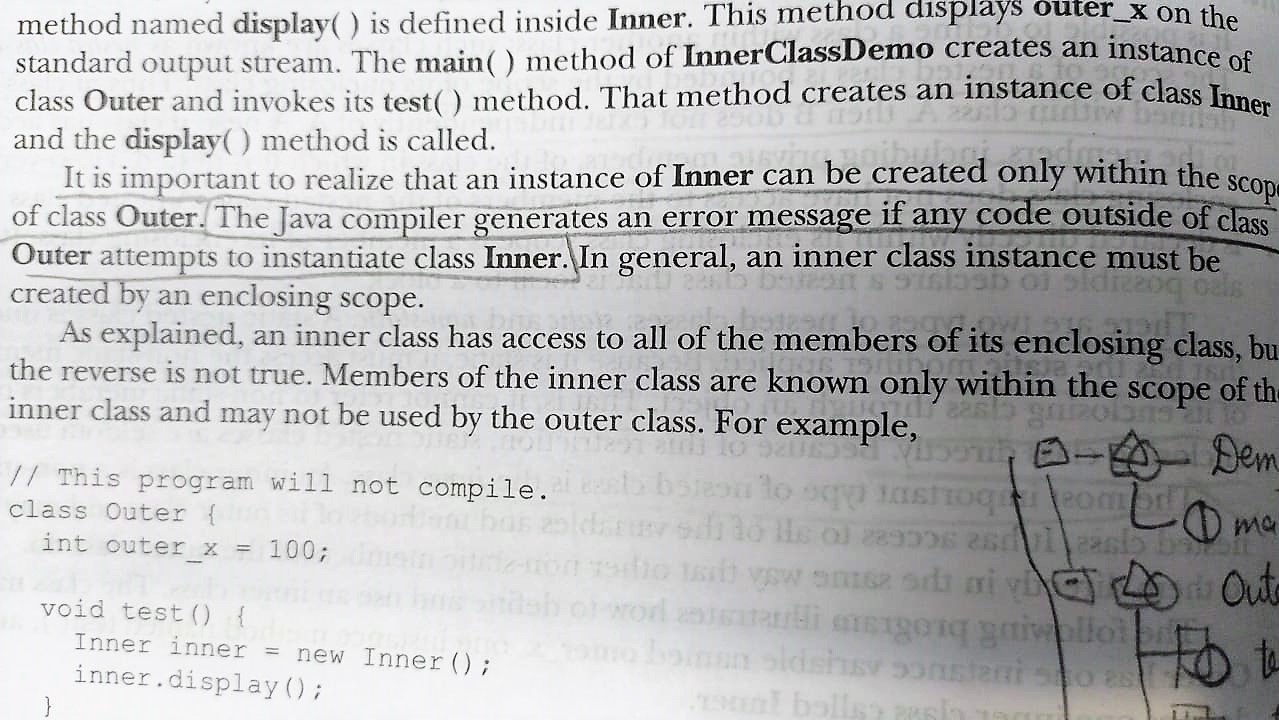 method named display( ) is defined inside Inner. This method displays outer_x on the
standard output stream. The main( ) method of InnerClassDemo creates an instance of
class Outer and invokes its test( ) method. That method creates an instance of class Inner
and the display( ) method is called.
It is important to realize that an instance of Inner can be created only within the scop
of class Outer. The Java compiler generates an error message if any code outside of class
Outer attempts to instantiate class Inner. In general, an inner class instance must be
created by an enclosing scope.
As explained, an inner class has access to all of the members of its enclosing class, bu
the reverse is not true. Members of the inner class are known only within the scope of th
inner class and may not be used by the outer class. For example,
Dem
// This program will not compile.
class Outer {
1 ma
int outer_x = 100;
Oute
void test() {
Inner inner = new Inner();
te
inner.display();
}